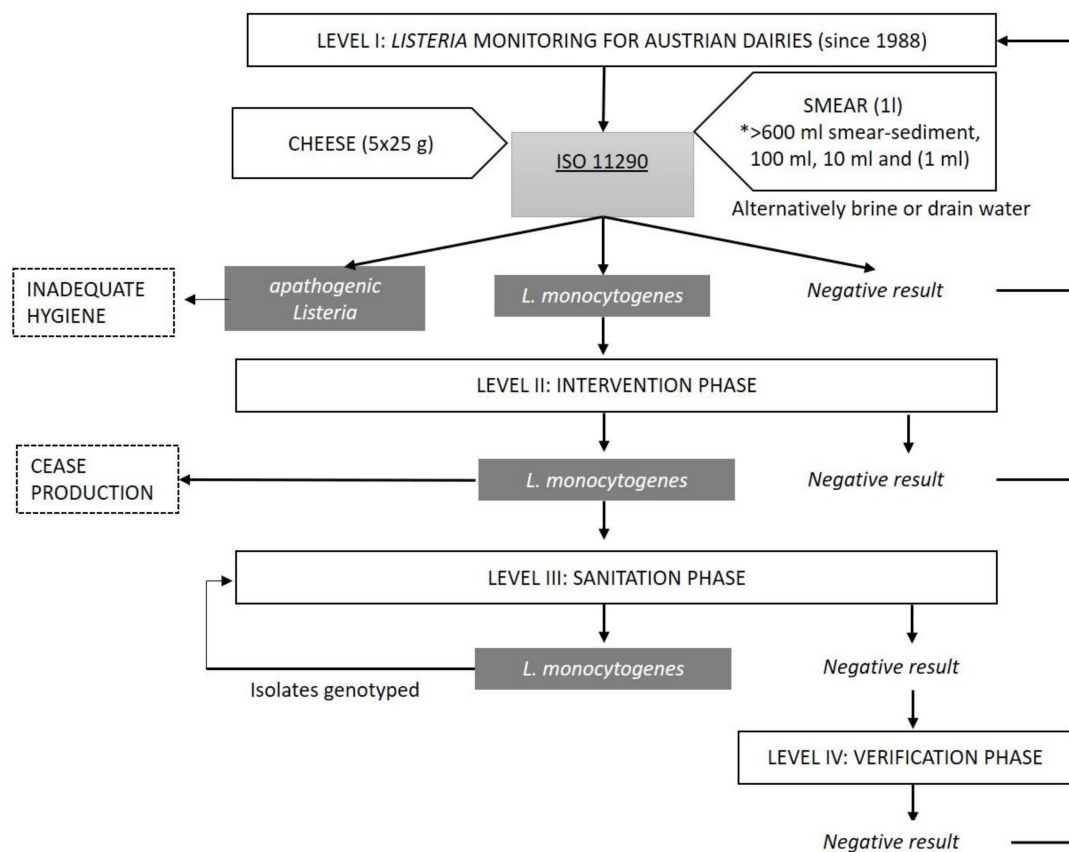 LEVEL I: LISTERIA MONITORING FOR AUSTRIAN DAIRIES (since 1988)
CHEESE (5x25 g)
ISO 11290
SMEAR (1l)
*>600 ml smear-sediment,
100 ml, 10 ml and (1 ml)
Alternatively brine or drain water
INADEQUATE
HYGIENE
apathogenic
Listeria
L. monocytogenes
Negative result
LEVEL II: INTERVENTION PHASE
CEASE
PRODUCTION
L. monocytogenes
Negative result
LEVEL III: SANITATION PHASE
L. monocytogenes
Negative result
Isolates genotyped
LEVEL IV: VERIFICATION PHASE
Negative result